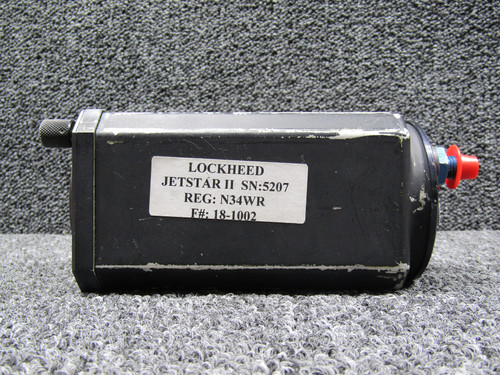 LOCKHEED
JETSTAR II SN:5207
REG: N34WR
F#: 18-1002